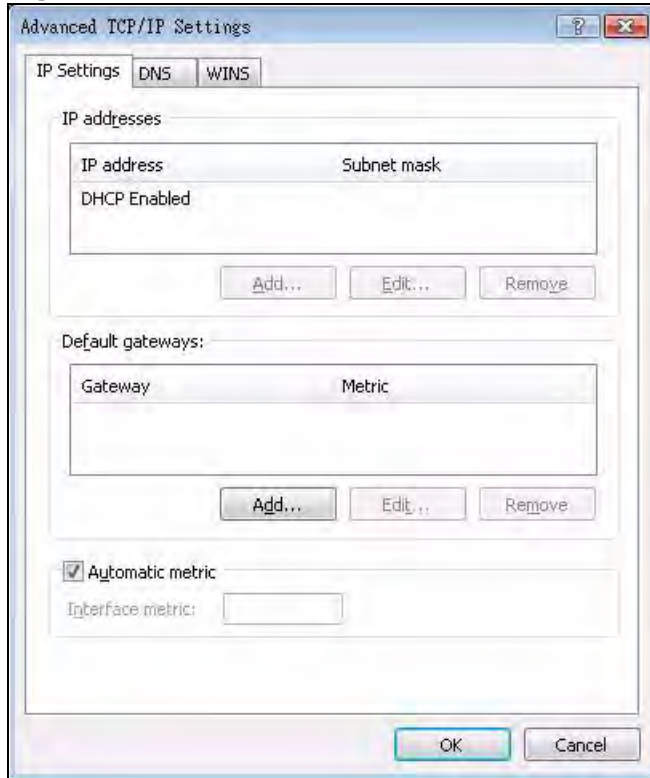 Advanced TCP/IP Settings
IP Settings DNS WINS
IP addresses
IP address Subnet mask
DHCP Enabled
Add... Edit... Remove
Default gateways:
Gateway Metric
Add... Edit... Remove
Automatic metric
Interface metric:
OK Cancel